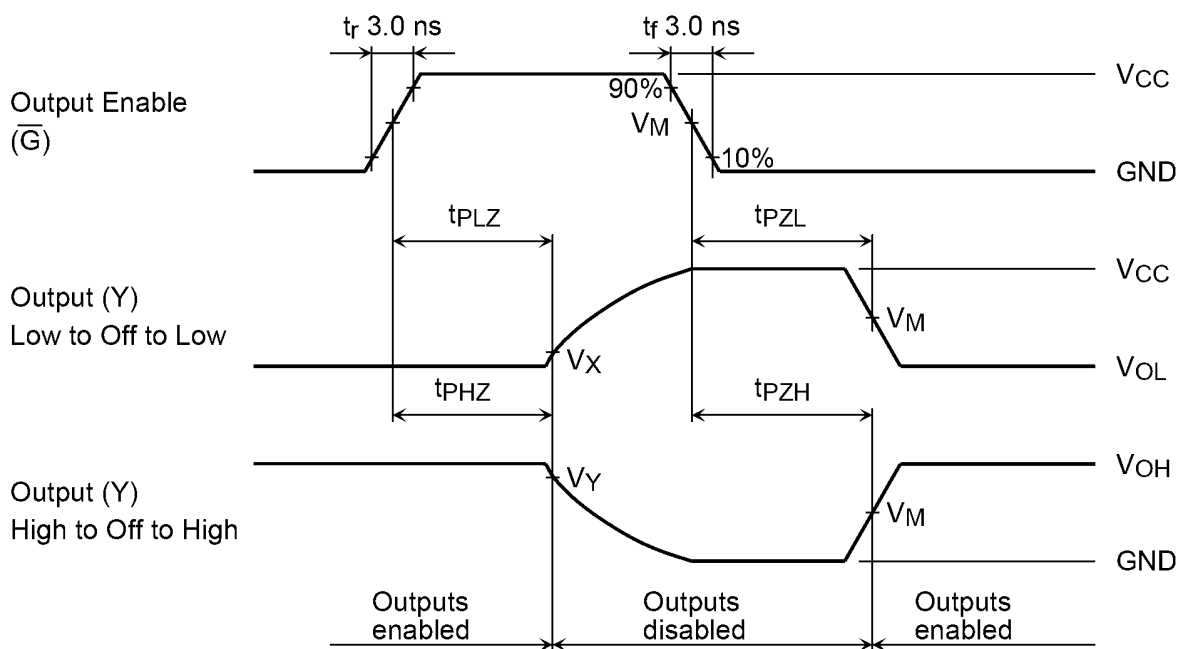 tr 3.0 ns
tf 3.0 ns
VCC
90%
Output Enable
(G̅)
VM
10%
GND
tPLZ
tPZL
VCC
Output (Y)
Low to Off to Low
VM
VX
VOL
tPHZ
tPZH
VOH
VY
Output (Y)
High to Off to High
VM
GND
Outputs
enabled
Outputs
disabled
Outputs
enabled